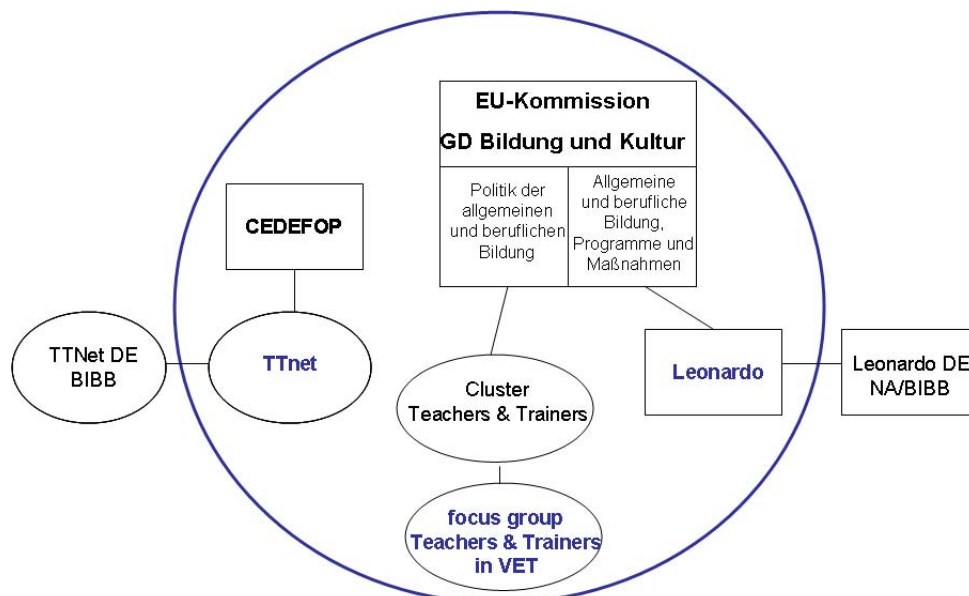 EU-Kommission
GD Bildung und Kultur
Politik der
allgemeinen
und beruflichen
Bildung
Allgemeine
und berufliche
Bildung,
Programme und
Maßnahmen
CEDEFOP
TTNet DE
BIBB
TTnet
Cluster
Teachers & Trainers
Leonardo
Leonardo DE
NA/BIBB
focus group
Teachers & Trainers
in VET